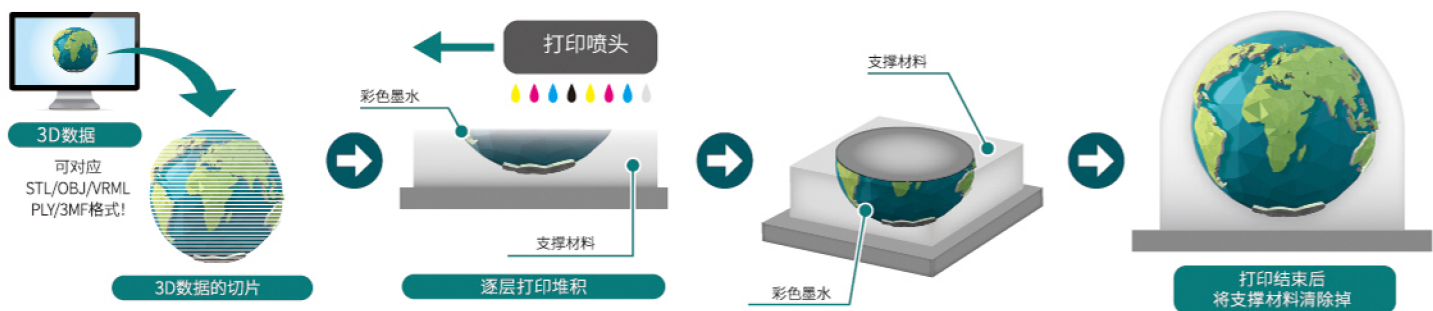 3D数据
可对应
STL/OBJ/VRML
PLY/3MF格式!
3D数据的切片
打印喷头
彩色墨水
支撑材料
逐层打印堆积
支撑材料
彩色墨水
打印结束后
将支撑材料清除掉